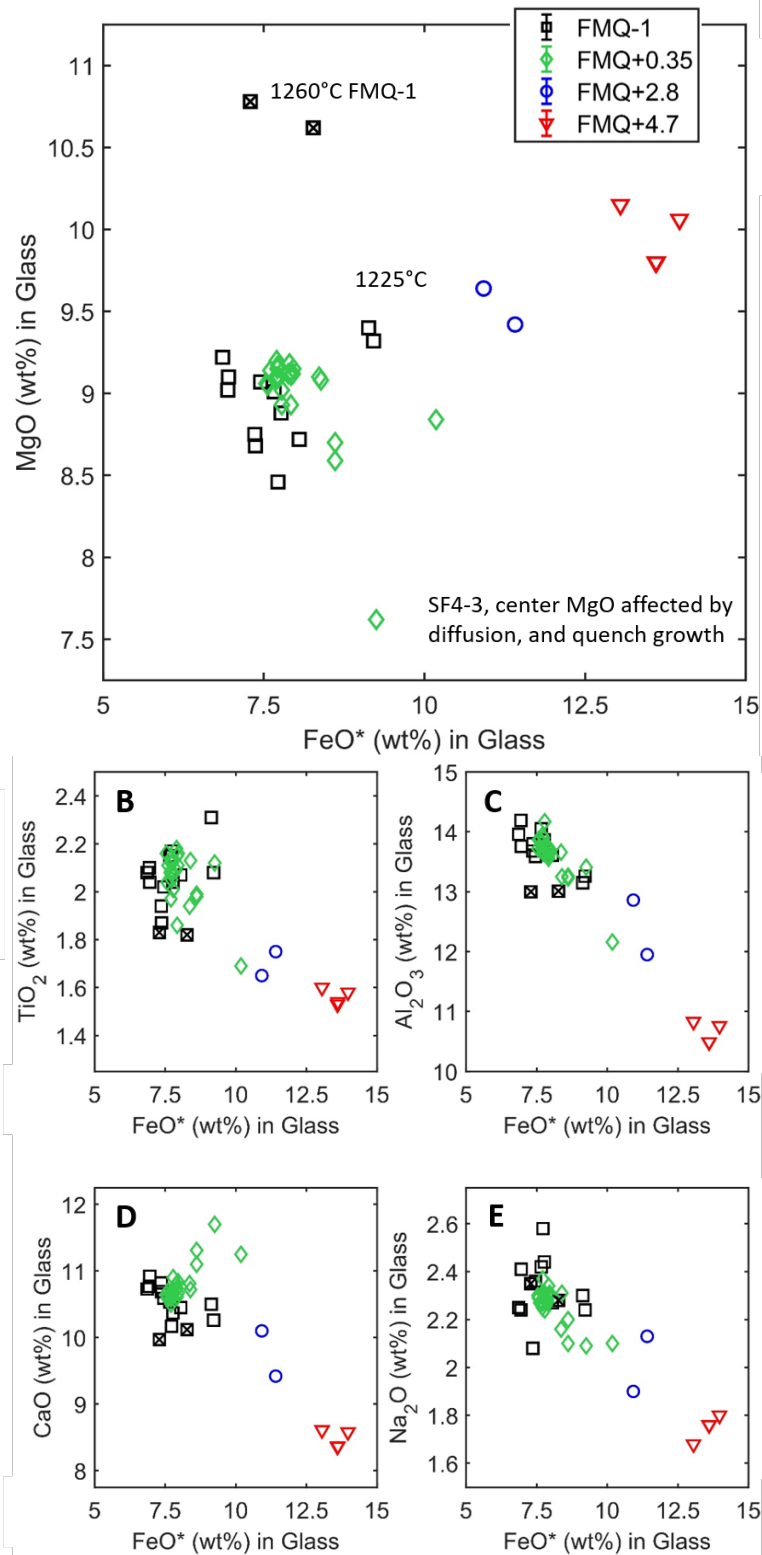 FMQ-1
FMQ+0.35
FMQ+2.8
FMQ+4.7
1260°C FMQ-1
1225°C
SF4-3, center MgO affected by
diffusion, and quench growth
11
10.5
10
9.5
9
8.5
8
7.5
MgO (wt%) in Glass
5 7.5 10 12.5 15
FeO* (wt%) in Glass
B
2.4
2.2
2
1.8
1.6
1.4
TiO2 (wt%) in Glass
5 7.5 10 12.5 15
FeO* (wt%) in Glass
C
15
14
13
12
11
10
Al2O3 (wt%) in Glass
5 7.5 10 12.5 15
FeO* (wt%) in Glass
D
12
11
10
9
8
CaO (wt%) in Glass
5 7.5 10 12.5 15
FeO* (wt%) in Glass
E
2.6
2.4
2.2
2
1.8
1.6
Na2O (wt%) in Glass
5 7.5 10 12.5 15
FeO* (wt%) in Glass